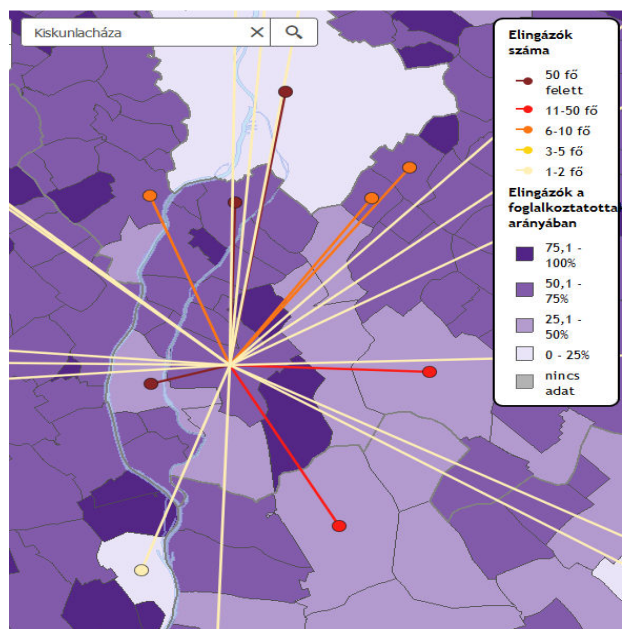 Kiskunlacháza
Elingázók
száma
50 fő
felett
11-50 fő
6-10 fő
3-5 fő
1-2 fő
Elingázók a
foglalkoztatotta
arányában
75,1 -
100%
50,1 -
75%
25,1 -
50%
0 - 25%
nincs
adat